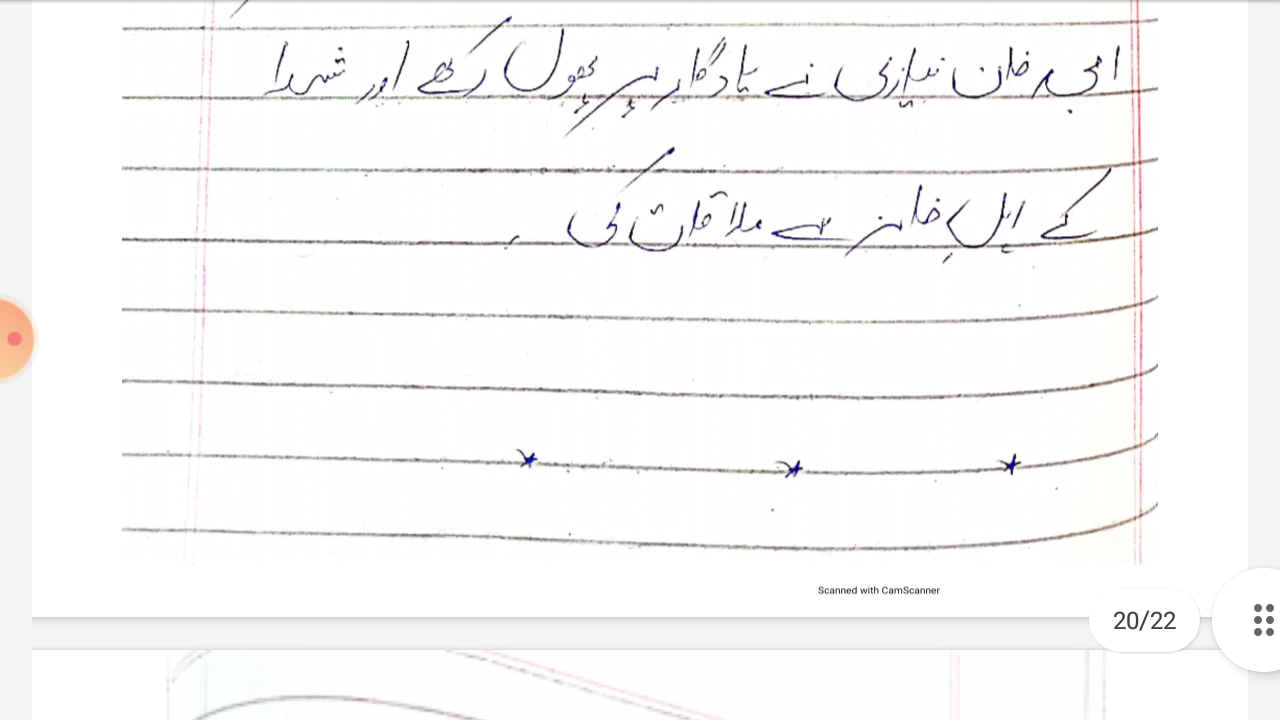 امجد خان نیازی نے یادگار پر پھول رکھے اور شہدا
کے اہلِ خانہ سے ملاقات کی ۔
Scanned with CamScanner
20/22